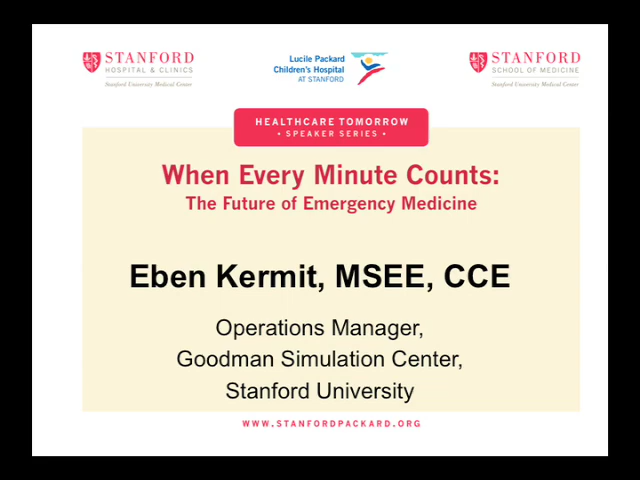 STANFORD
HOSPITAL & CLINICS
Stanford University Medical Center
Lucile Packard
Children's Hospital
AT STANFORD
STANFORD
SCHOOL OF MEDICINE
Stanford University Medical Center
HEALTHCARE TOMORROW
• SPEAKER SERIES •
When Every Minute Counts:
The Future of Emergency Medicine
Eben Kermit, MSEE, CCE
Operations Manager,
Goodman Simulation Center,
Stanford University
WWW.STANFORDPACKARD.ORG